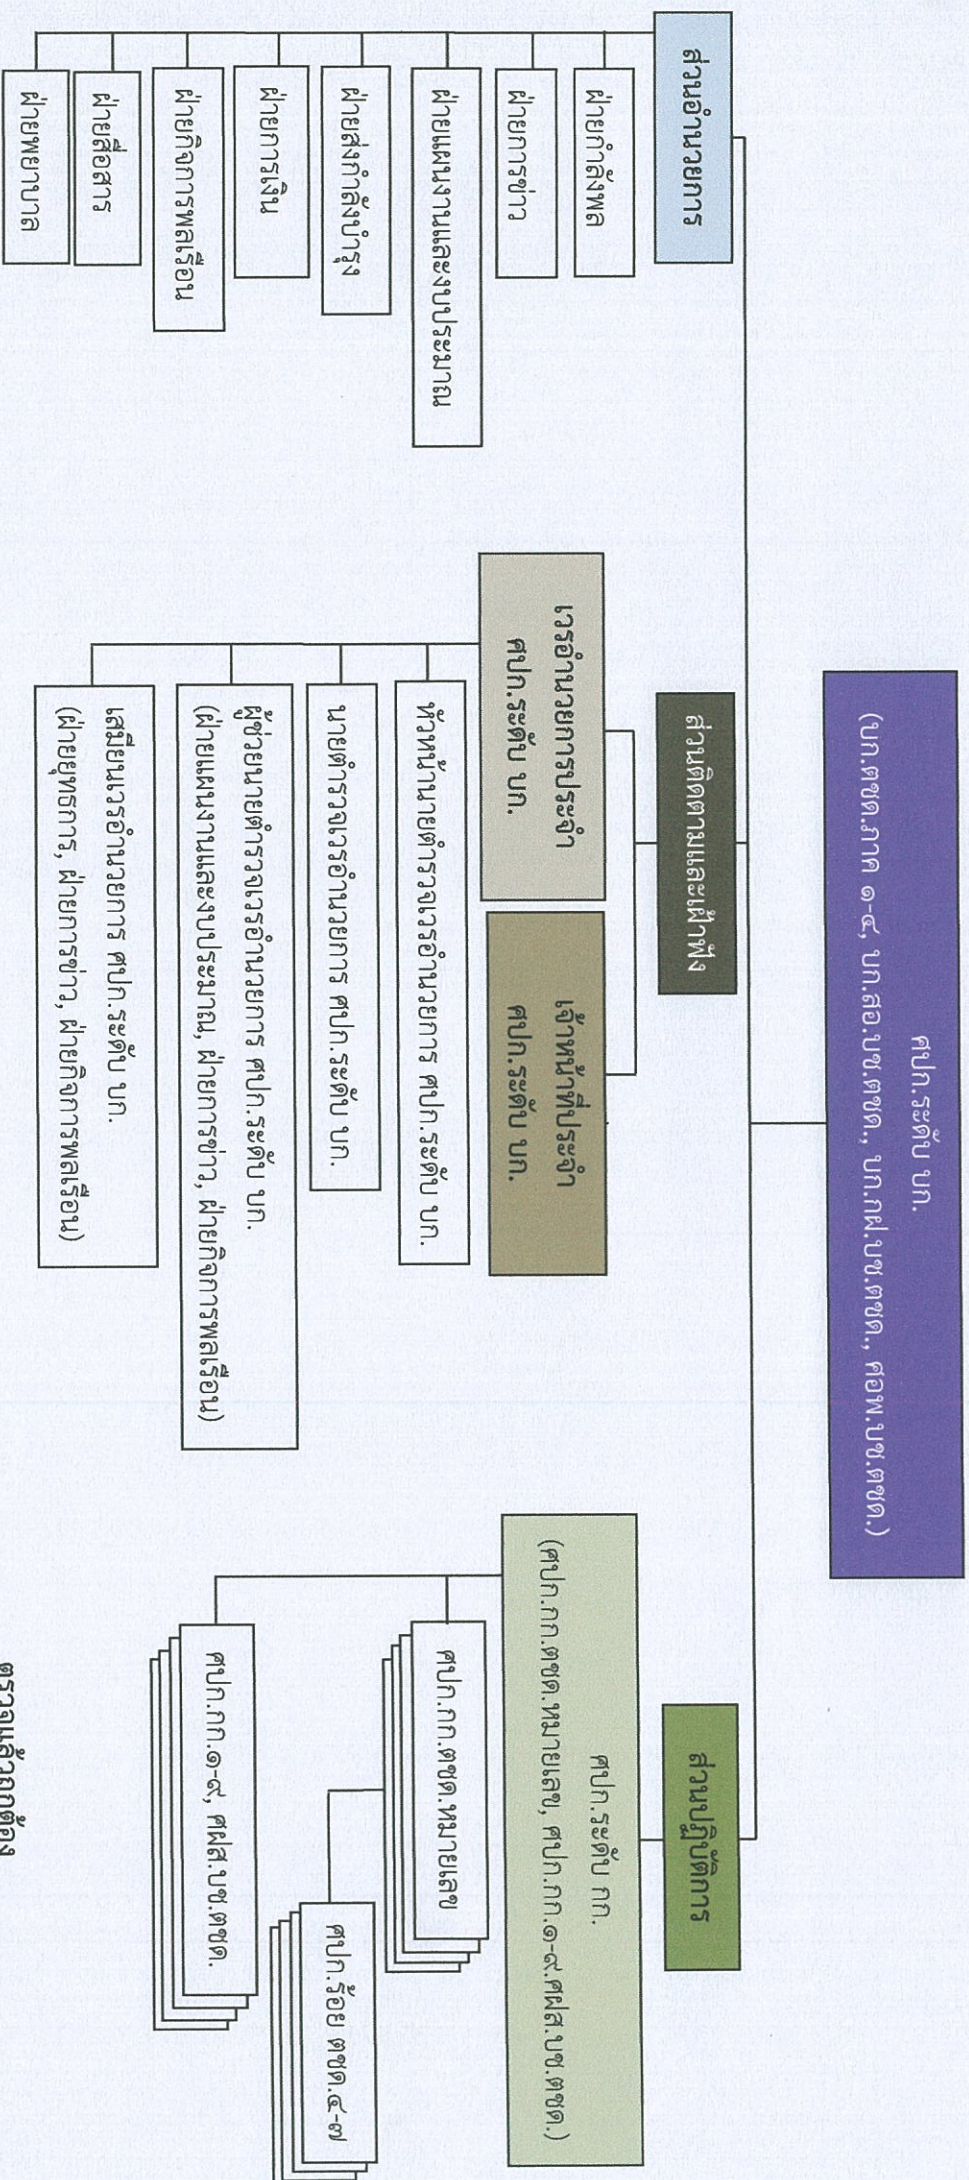 ศปก.ระดับ บก.
(บก.ตชด.ภาค ๑-๔, บก.สอ.บช.ตชด., บก.กฝ.บช.ตชด., ศอพ.บช.ตชด.)
ส่วนอำนวยการ
ฝ่ายกำลังพล
ฝ่ายการข่าว
ฝ่ายแผนงานและงบประมาณ
ฝ่ายส่งกำลังบำรุง
ฝ่ายการเงิน
ฝ่ายกิจการพลเรือน
ฝ่ายสื่อสาร
ฝ่ายพยาบาล
ส่วนติดตามและเฝ้าฟัง
เวรอำนวยการประจำ
ศปก.ระดับ บก.
เจ้าหน้าที่ประจำ
ศปก.ระดับ บก.
หัวหน้านายตำรวจเวรอำนวยการ ศปก.ระดับ บก.
นายตำรวจเวรอำนวยการ ศปก.ระดับ บก.
ผู้ช่วยนายตำรวจเวรอำนวยการ ศปก.ระดับ บก.
(ฝ่ายแผนงานและงบประมาณ, ฝ่ายการข่าว, ฝ่ายกิจการพลเรือน)
เสมียนเวรอำนวยการ ศปก.ระดับ บก.
(ฝ่ายยุทธการ, ฝ่ายการข่าว, ฝ่ายกิจการพลเรือน)
ส่วนปฏิบัติการ
ศปก.ระดับ กก.
(ศปก.กก.ตชด.หมายเลข, ศปก.กก.๑-๙.ศฝส.บช.ตชด.)
ศปก.กก.ตชด.หมายเลข
ศปก.ร้อย ตชด.๔-๗
ศปก.กก.๑-๙, ศฝส.บช.ตชด.
ตรวจแล้วถูกต้อง